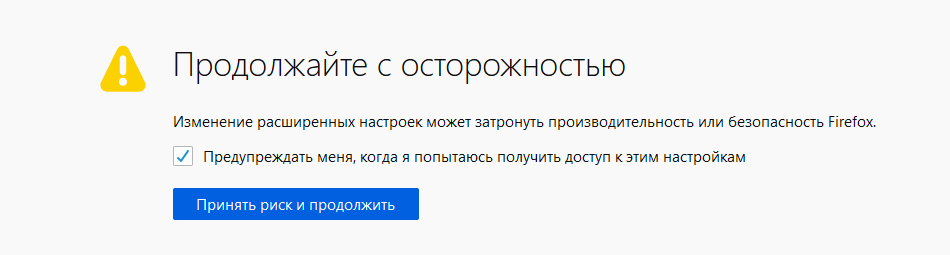 Продолжайте с осторожностью
Изменение расширенных настроек может затронуть производительность или безопасность Firefox.
Предупреждать меня, когда я попытаюсь получить доступ к этим настройкам
Принять риск и продолжить